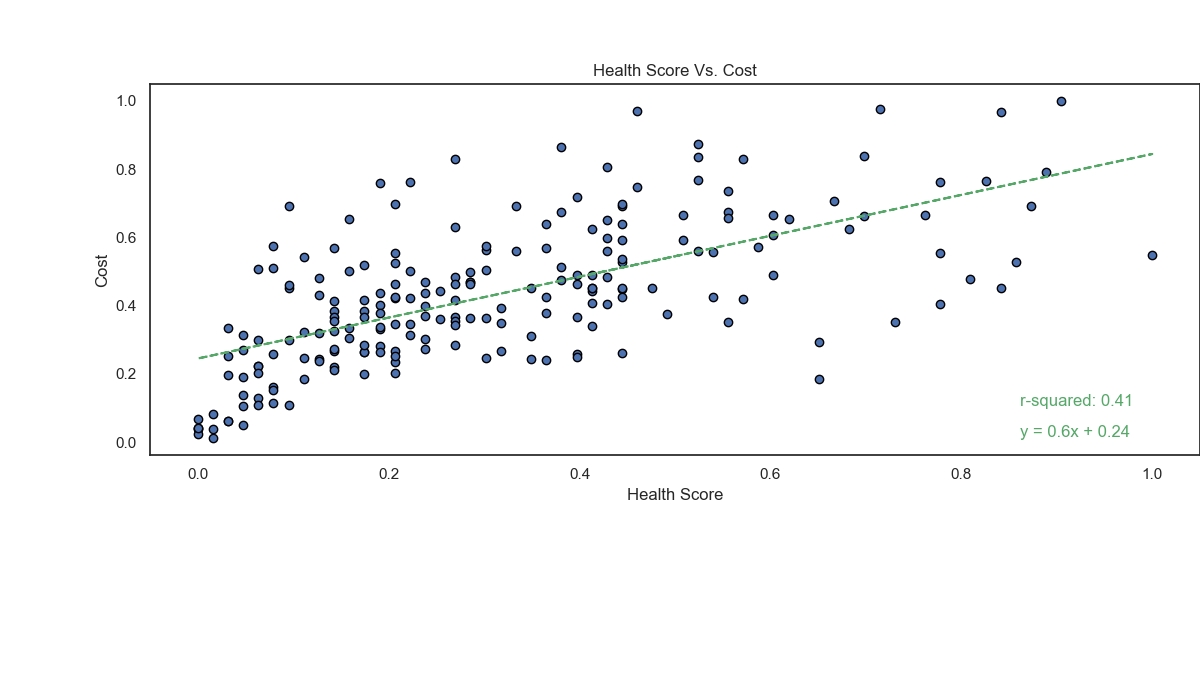 Health Score Vs. Cost
1.0
0.8
0.6
0.4
0.2
0.0
Cost
r-squared: 0.41
y = 0.6x + 0.24
0.0 0.2 0.4 0.6 0.8 1.0
Health Score